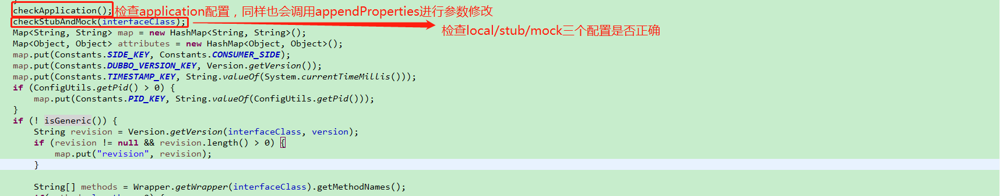 checkApplication(); 检查application配置，同样也会调用appendProperties进行参数修改
checkStubAndMock(interfaceClass);
检查local/stub/mock三个配置是否正确
Map<String, String> map = new HashMap<String, String>();
Map<Object, Object> attributes = new HashMap<Object, Object>();
map.put(Constants.SIDE_KEY, Constants.CONSUMER_SIDE);
map.put(Constants.DUBBO_VERSION_KEY, Version.getVersion());
map.put(Constants.TIMESTAMP_KEY, String.valueOf(System.currentTimeMillis()));
if (ConfigUtils.getPid() > 0) {
map.put(Constants.PID_KEY, String.valueOf(ConfigUtils.getPid()));
}
if (! isGeneric()) {
String revision = Version.getVersion(interfaceClass, version);
if (revision != null && revision.length() > 0) {
map.put("revision", revision);
}
String[] methods = Wrapper.getWrapper(interfaceClass).getMethodNames();